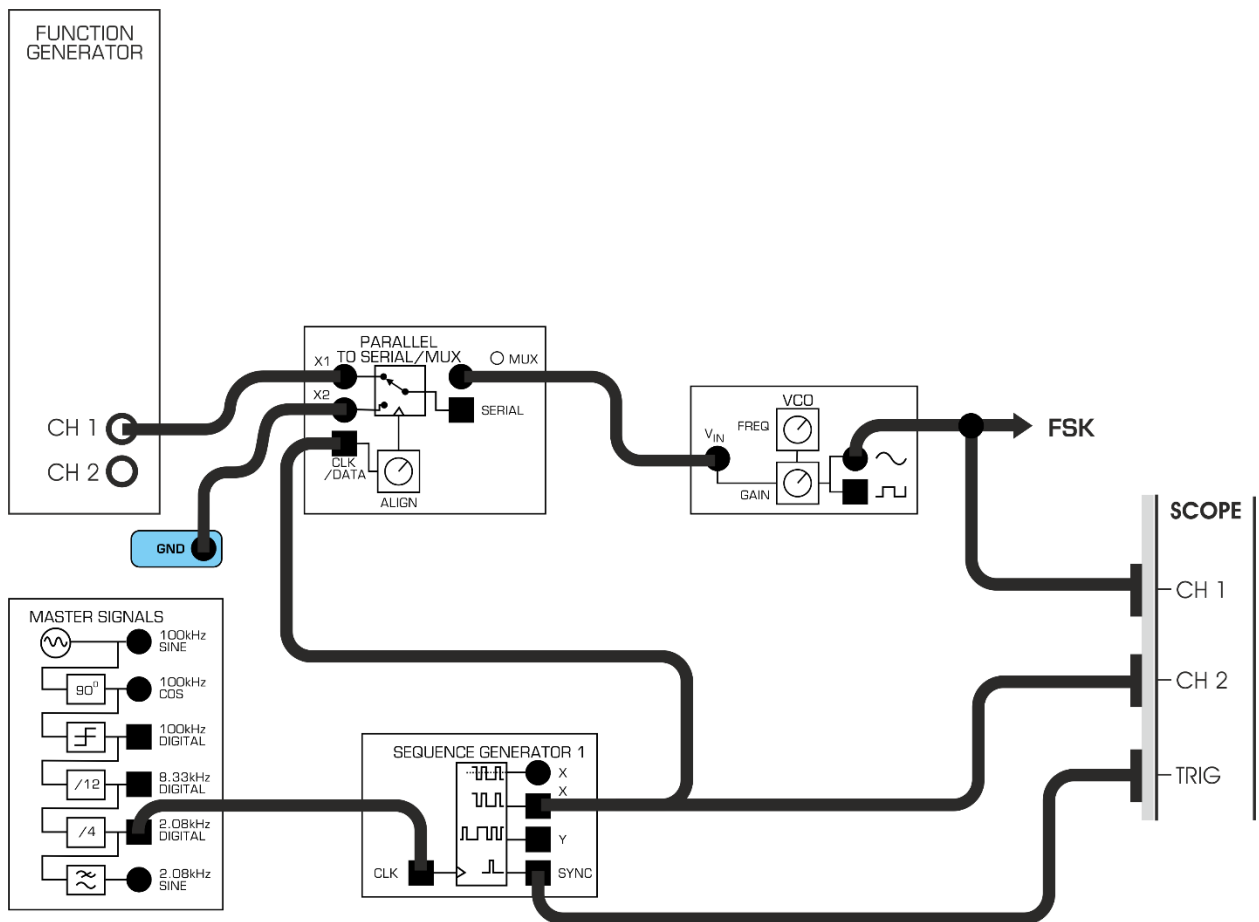 FUNCTION
GENERATOR
CH 1
CH 2
GND
PARALLEL
TO SERIAL/MUX
X1
X2
MUX
SERIAL
CLK
/DATA
ALIGN
VCO
FREQ
VIN
GAIN
FSK
SCOPE
CH 1
CH 2
TRIG
MASTER SIGNALS
100kHz
SINE
90°
100kHz
COS
100kHz
DIGITAL
/12
8.33kHz
DIGITAL
/4
2.08kHz
DIGITAL
2.08kHz
SINE
SEQUENCE GENERATOR 1
X
X
Y
CLK
SYNC